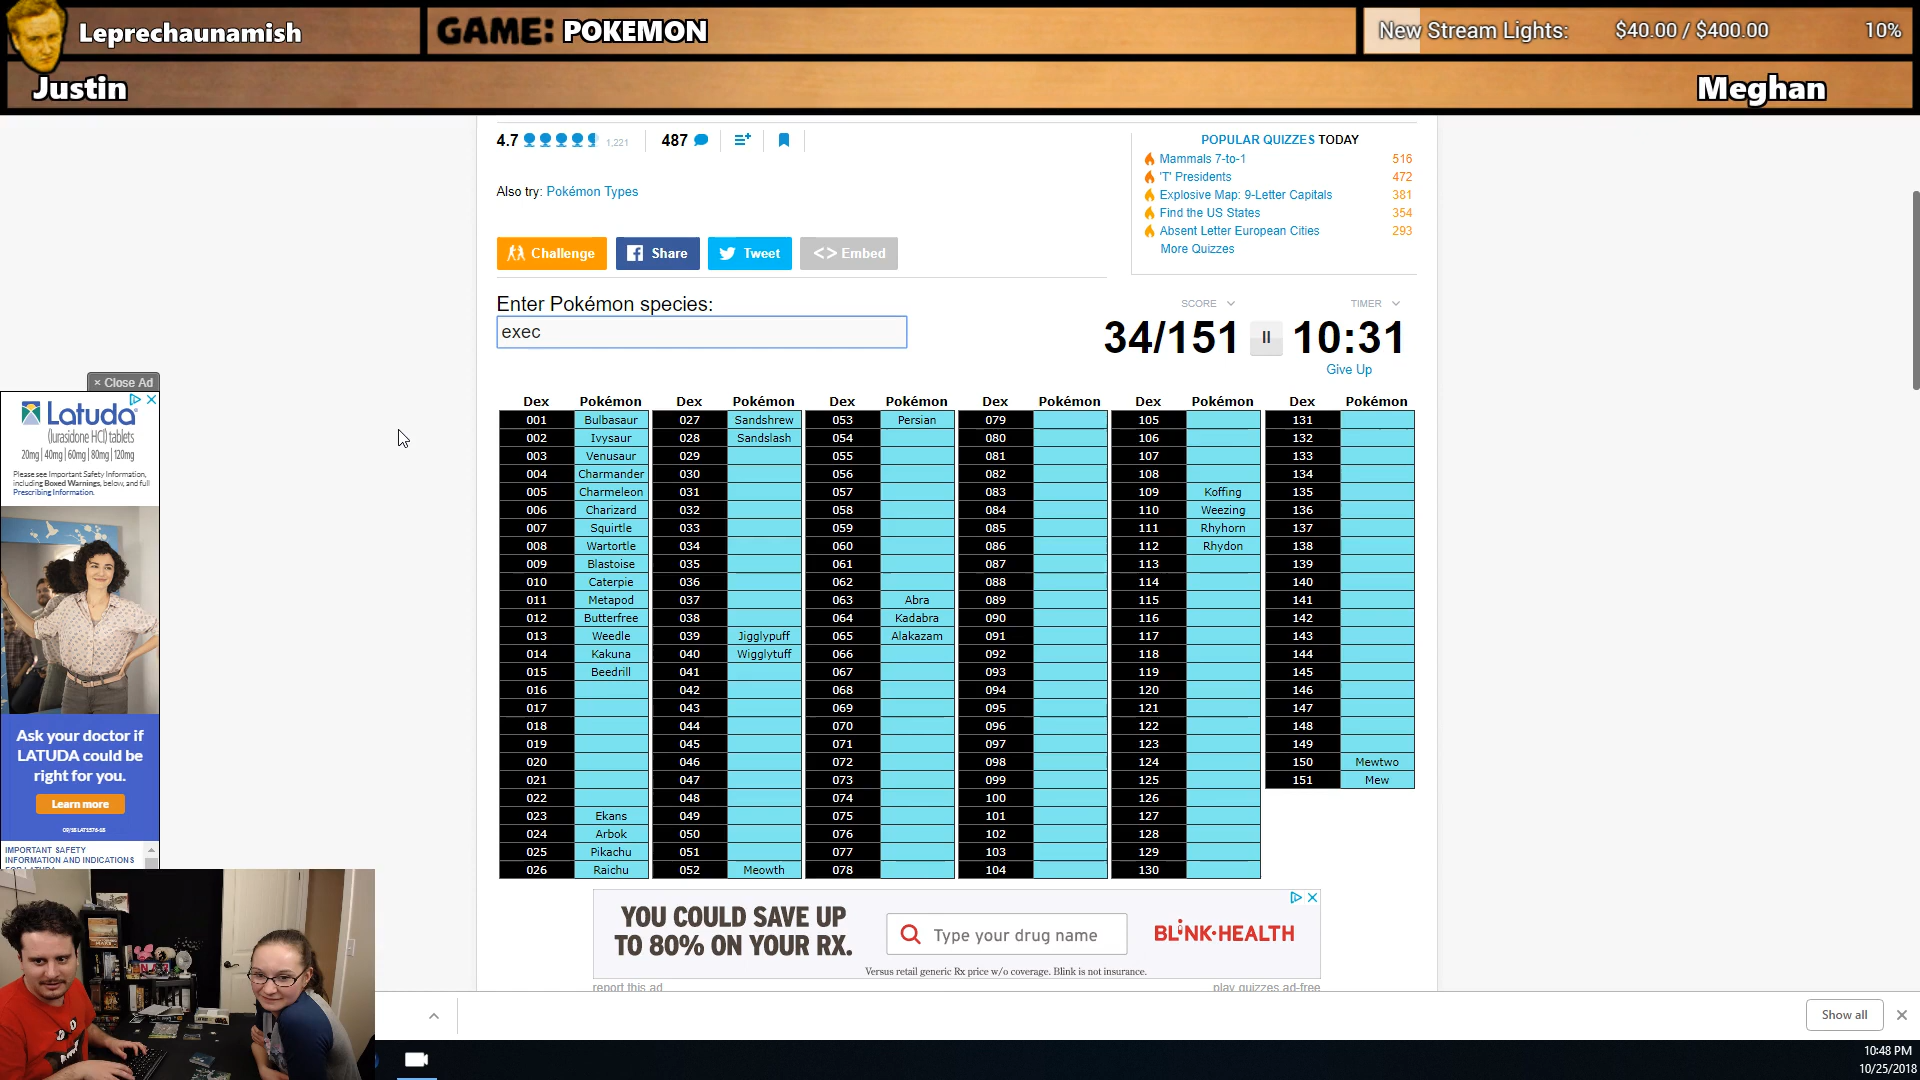 Leprechaunamish
GAME: POKEMON
New Stream Lights: $40.00 / $400.00 10%
Justin
Meghan
4.7 1,221 487
POPULAR QUIZZES TODAY
Mammals 7-to-1 516
'T' Presidents 472
Explosive Map: 9-Letter Capitals 381
Find the US States 354
Absent Letter European Cities 293
More Quizzes
Also try: Pokémon Types
Challenge Share Tweet <> Embed
Enter Pokémon species:
exec
SCORE TIMER
34/151 10:31
Give Up
Dex Pokémon Dex Pokémon Dex Pokémon Dex Pokémon Dex Pokémon Dex Pokémon
001 Bulbasaur 027 Sandshrew 053 Persian 079 105 131
002 Ivysaur 028 Sandslash 054 080 106 132
003 Venusaur 029 055 081 107 133
004 Charmander 030 056 082 108 134
005 Charmeleon 031 057 083 109 Koffing 135
006 Charizard 032 058 084 110 Weezing 136
007 Squirtle 033 059 085 111 Rhyhorn 137
008 Wartortle 034 060 086 112 Rhydon 138
009 Blastoise 035 061 087 113 139
010 Caterpie 036 062 088 114 140
011 Metapod 037 063 Abra 089 115 141
012 Butterfree 038 064 Kadabra 090 116 142
013 Weedle 039 Jigglypuff 065 Alakazam 091 117 143
014 Kakuna 040 Wigglytuff 066 092 118 144
015 Beedrill 041 067 093 119 145
016 042 068 094 120 146
017 043 069 095 121 147
018 044 070 096 122 148
019 045 071 097 123 149
020 046 072 098 124 150 Mewtwo
021 047 073 099 125 151 Mew
022 048 074 100 126
023 Ekans 049 075 101 127
024 Arbok 050 076 102 128
025 Pikachu 051 077 103 129
026 Raichu 052 Meowth 078 104 130
× Close Ad
Latuda
(lurasidone HCl) tablets
20mg | 40mg | 60mg | 80mg | 120mg
Please see Important Safety Information,
including Boxed Warnings, below, and full
Prescribing Information.
Ask your doctor if
LATUDA could be
right for you.
Learn more
IMPORTANT SAFETY
INFORMATION AND INDICATIONS
YOU COULD SAVE UP
TO 80% ON YOUR RX.
Type your drug name
BLINK·HEALTH
Versus retail generic Rx price w/o coverage. Blink is not insurance.
report this ad play quizzes ad-free
Show all
10:48 PM
10/25/2018